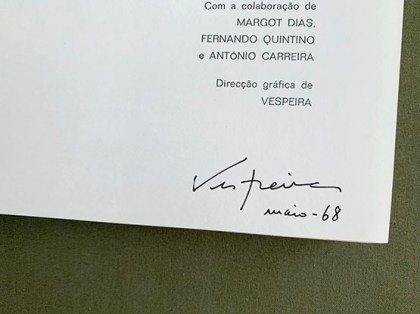 Com a colaboração de
MARGOT DIAS,
FERNANDO QUINTINO
e ANTÓNIO CARREIRA
Direcção gráfica de
VESPEIRA
Vespeira
maio-68